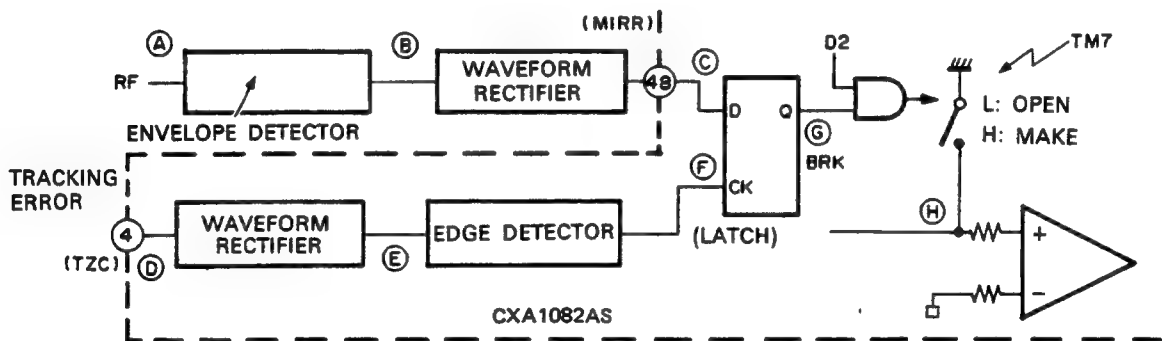 (MIRR)
A
B
C
D2
TM7
RF
WAVEFORM
RECTIFIER
48
D
Q
L: OPEN
H: MAKE
ENVELOPE DETECTOR
G
BRK
F
CK
TRACKING
ERROR
4
(TZC)
D
WAVEFORM
RECTIFIER
E
EDGE DETECTOR
(LATCH)
H
+
−
CXA1082AS